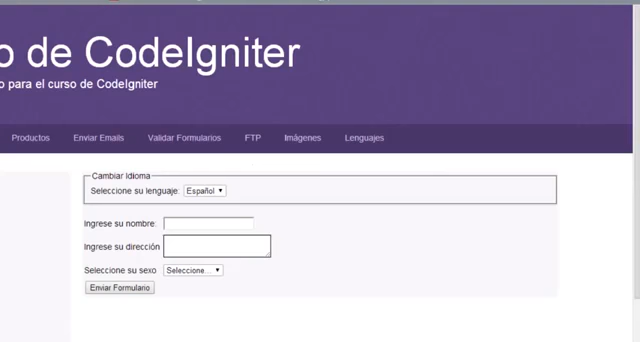 o de CodeIgniter
o para el curso de CodeIgniter
Productos Enviar Emails Validar Formularios FTP Imágenes Lenguajes
Cambiar Idioma
Seleccione su lenguaje: Español
Ingrese su nombre:
Ingrese su dirección
Seleccione su sexo Seleccione...
Enviar Formulario